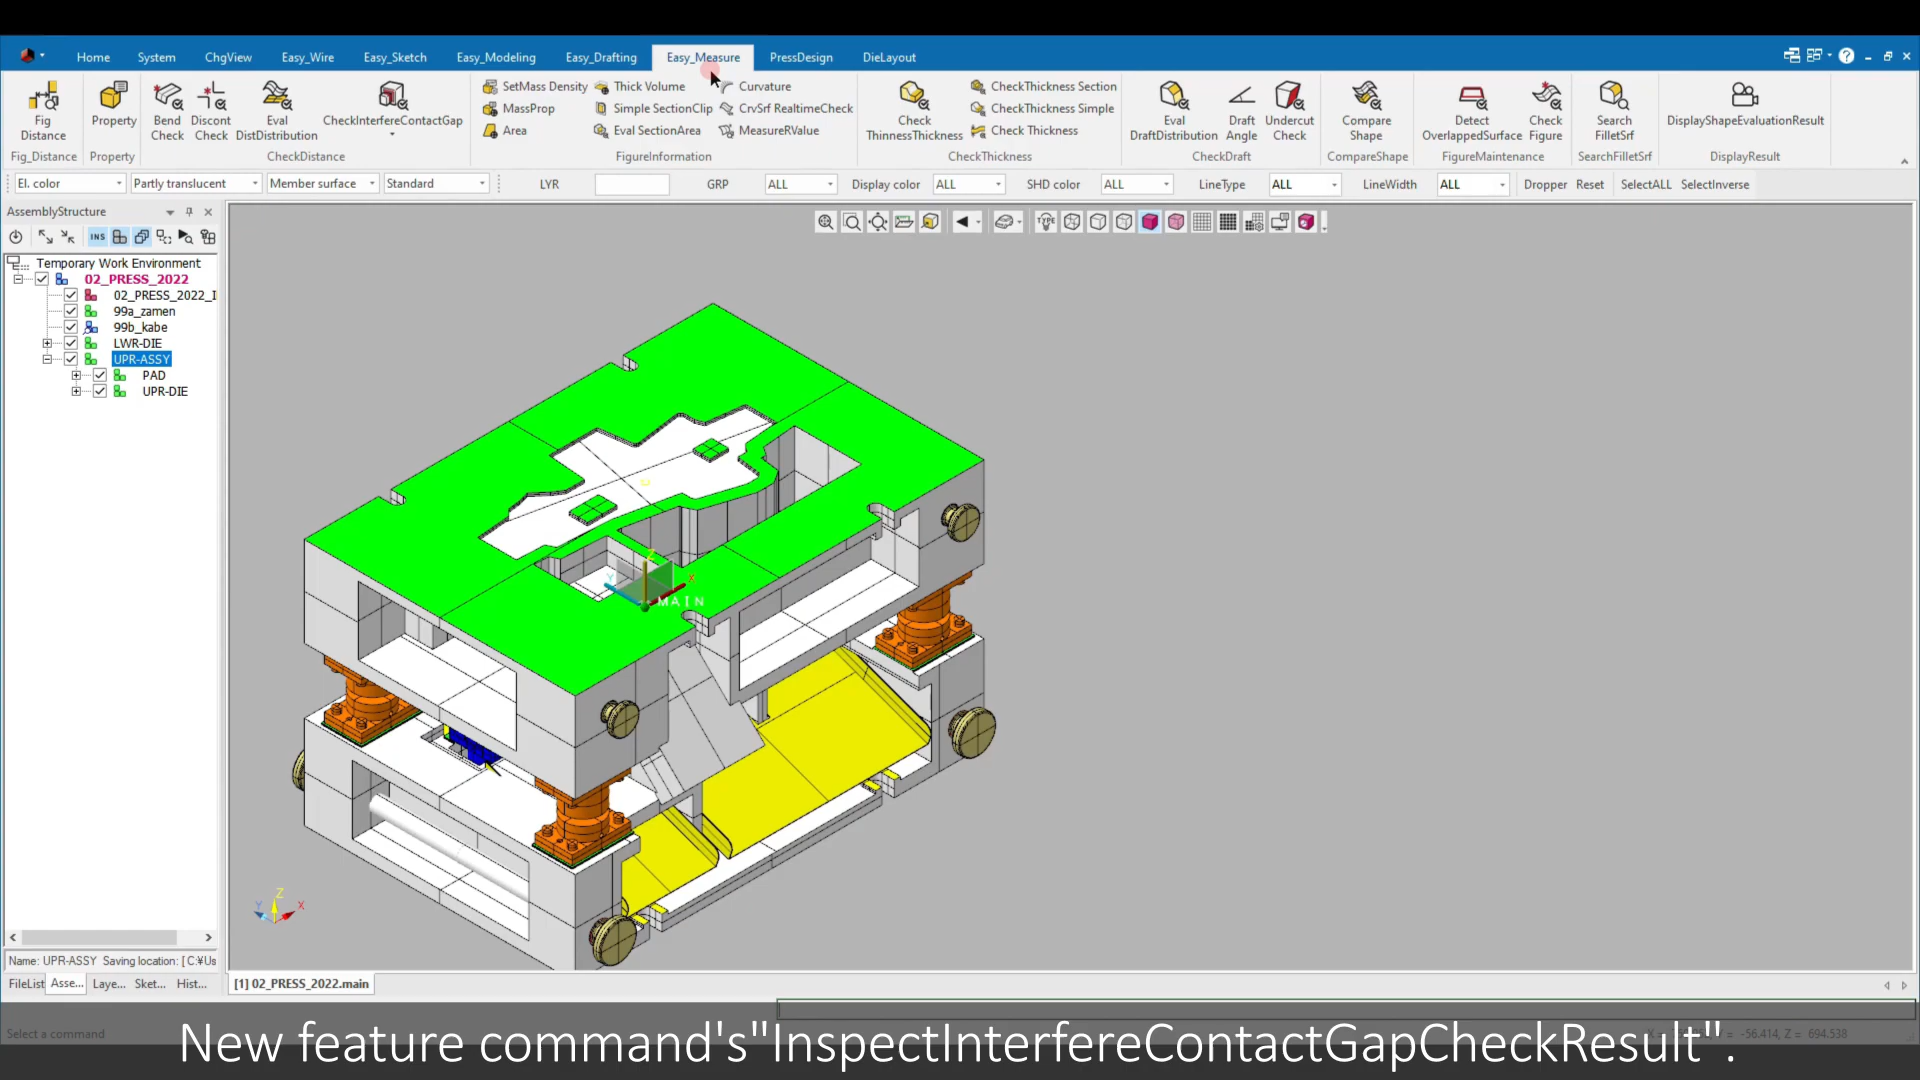 Home System ChgView Easy_Wire Easy_Sketch Easy_Modeling Easy_Drafting Easy_Measure PressDesign DieLayout
Fig Distance
Property
Bend Check
Discont Check
Eval DistDistribution
CheckInterfereContactGap
SetMass Density
MassProp
Area
Thick Volume
Simple SectionClip
Eval SectionArea
Curvature
CrvSrf RealtimeCheck
MeasureRValue
Check ThinnessThickness
CheckThickness Section
CheckThickness Simple
Check Thickness
Eval DraftDistribution
Draft Angle
Undercut Check
Compare Shape
Detect OverlappedSurface
Check Figure
Search FilletSrf
DisplayShapeEvaluationResult
Fig_Distance Property CheckDistance FigureInformation CheckThickness CheckDraft CompareShape FigureMaintenance SearchFilletSrf DisplayResult
El. color Partly translucent Member surface Standard LYR GRP ALL Display color ALL SHD color ALL LineType ALL LineWidth ALL Dropper Reset SelectALL SelectInverse
AssemblyStructure
INS
TYPE
Temporary Work Environment
02_PRESS_2022
02_PRESS_2022_I
99a_zamen
99b_kabe
LWR-DIE
UPR-ASSY
PAD
UPR-DIE
Z
Y X
MAIN
Z
Y X
Name: UPR-ASSY Saving location: [ C:¥Us
FileList Asse... Laye... Sket... Hist...
[1] 02_PRESS_2022.main
Select a command
-56.414, Z = 694.538
New feature command's"InspectInterfereContactGapCheckResult".